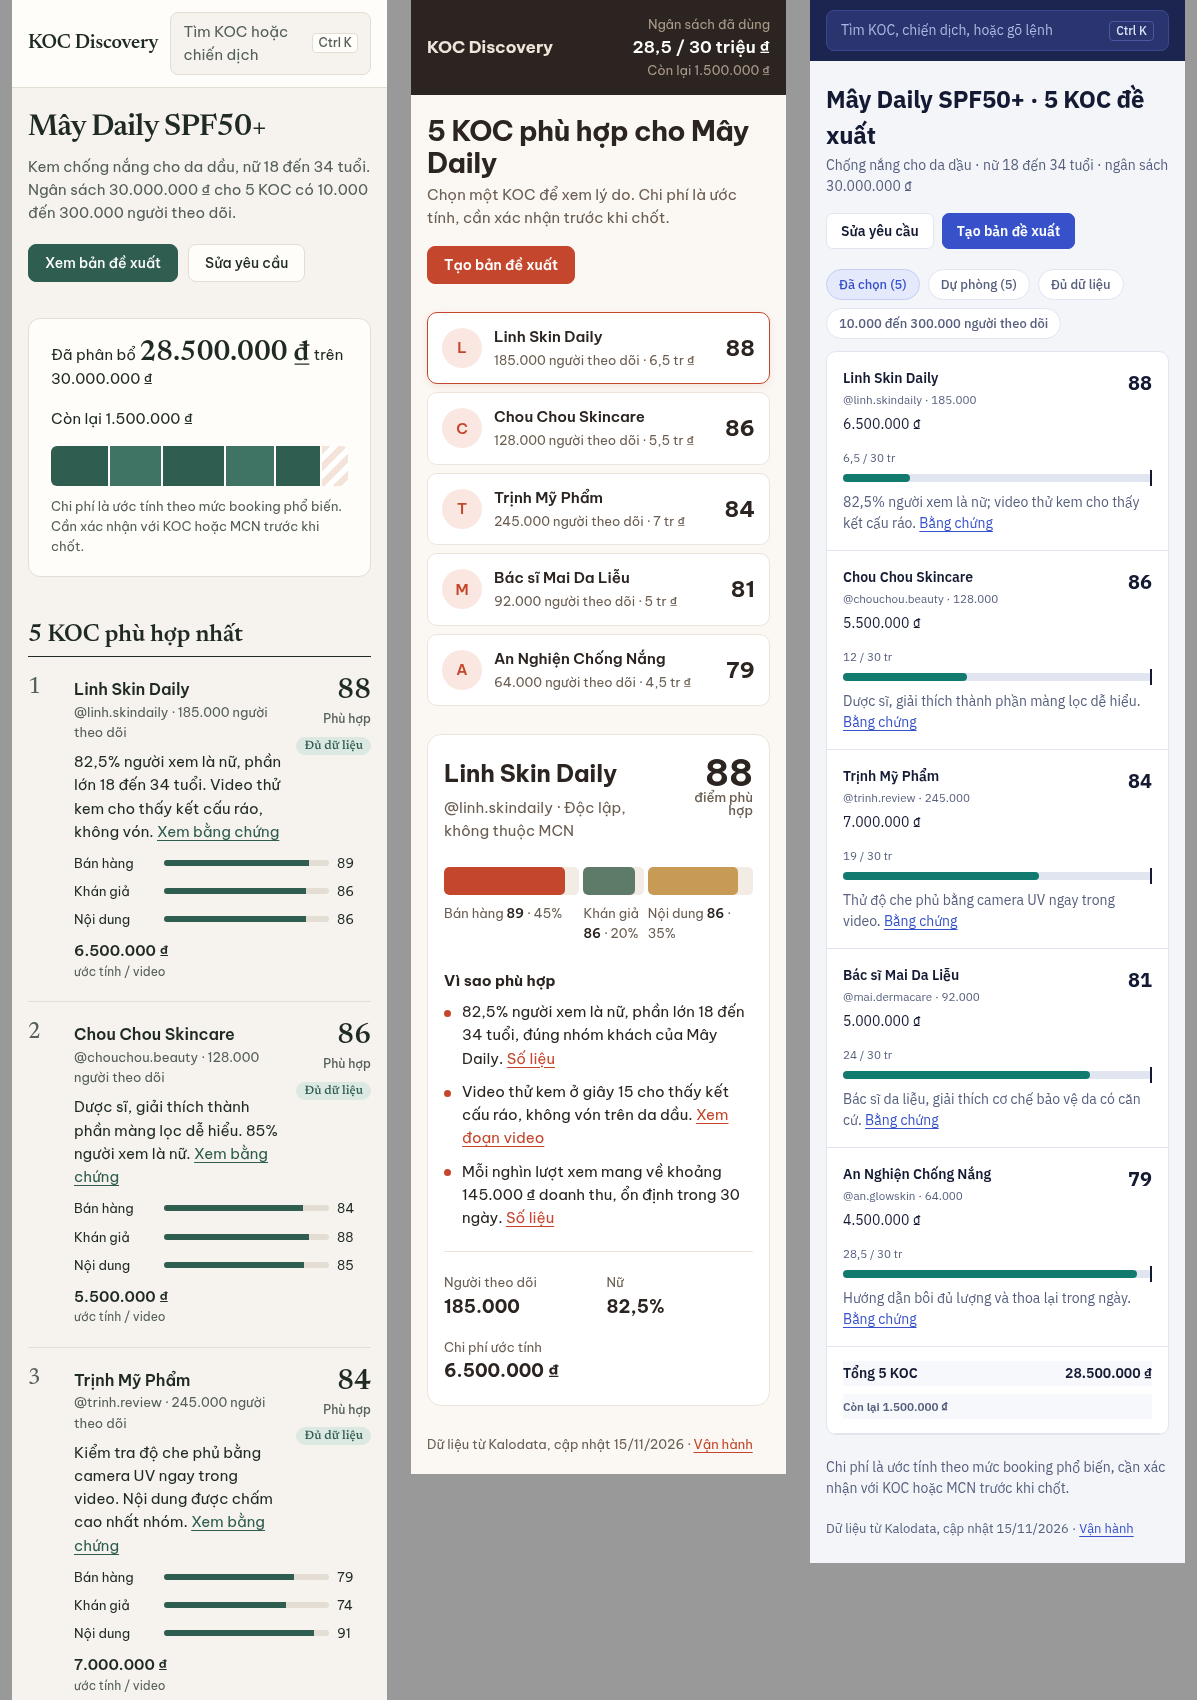 KOC Discovery
Tìm KOC hoặc
chiến dịch
Ctrl K
Mây Daily SPF50+
Kem chống nắng cho da dầu, nữ 18 đến 34 tuổi.
Ngân sách 30.000.000 ₫ cho 5 KOC có 10.000
đến 300.000 người theo dõi.
Xem bản đề xuất
Sửa yêu cầu
Đã phân bổ 28.500.000 ₫ trên
30.000.000 ₫
Còn lại 1.500.000 ₫
Chi phí là ước tính theo mức booking phổ biến.
Cần xác nhận với KOC hoặc MCN trước khi
chốt.
5 KOC phù hợp nhất
1
Linh Skin Daily
@linh.skindaily · 185.000 người
theo dõi
88
Phù hợp
Đủ dữ liệu
82,5% người xem là nữ, phần
lớn 18 đến 34 tuổi. Video thử
kem cho thấy kết cấu ráo,
không vón. Xem bằng chứng
Bán hàng 89
Khán giả 86
Nội dung 86
6.500.000 ₫
ước tính / video
2
Chou Chou Skincare
@chouchou.beauty · 128.000
người theo dõi
86
Phù hợp
Đủ dữ liệu
Dược sĩ, giải thích thành
phần màng lọc dễ hiểu. 85%
người xem là nữ. Xem bằng
chứng
Bán hàng 84
Khán giả 88
Nội dung 85
5.500.000 ₫
ước tính / video
3
Trịnh Mỹ Phẩm
@trinh.review · 245.000 người
theo dõi
84
Phù hợp
Đủ dữ liệu
Kiểm tra độ che phủ bằng
camera UV ngay trong
video. Nội dung được chấm
cao nhất nhóm. Xem bằng
chứng
Bán hàng 79
Khán giả 74
Nội dung 91
7.000.000 ₫
ước tính / video
KOC Discovery
Ngân sách đã dùng
28,5 / 30 triệu ₫
Còn lại 1.500.000 ₫
5 KOC phù hợp cho Mây
Daily
Chọn một KOC để xem lý do. Chi phí là ước
tính, cần xác nhận trước khi chốt.
Tạo bản đề xuất
L
Linh Skin Daily
185.000 người theo dõi · 6,5 tr ₫
88
C
Chou Chou Skincare
128.000 người theo dõi · 5,5 tr ₫
86
T
Trịnh Mỹ Phẩm
245.000 người theo dõi · 7 tr ₫
84
M
Bác sĩ Mai Da Liễu
92.000 người theo dõi · 5 tr ₫
81
A
An Nghiện Chống Nắng
64.000 người theo dõi · 4,5 tr ₫
79
Linh Skin Daily
@linh.skindaily · Độc lập,
không thuộc MCN
88
điểm phù
hợp
Bán hàng 89 · 45%
Khán giả
86 · 20%
Nội dung 86 ·
35%
Vì sao phù hợp
82,5% người xem là nữ, phần lớn 18 đến
34 tuổi, đúng nhóm khách của Mây
Daily. Số liệu
Video thử kem ở giây 15 cho thấy kết
cấu ráo, không vón trên da dầu. Xem
đoạn video
Mỗi nghìn lượt xem mang về khoảng
145.000 ₫ doanh thu, ổn định trong 30
ngày. Số liệu
Người theo dõi
185.000
Nữ
82,5%
Chi phí ước tính
6.500.000 ₫
Dữ liệu từ Kalodata, cập nhật 15/11/2026 · Vận hành
Tìm KOC, chiến dịch, hoặc gõ lệnh
Ctrl K
Mây Daily SPF50+ · 5 KOC đề
xuất
Chống nắng cho da dầu · nữ 18 đến 34 tuổi · ngân sách
30.000.000 ₫
Sửa yêu cầu
Tạo bản đề xuất
Đã chọn (5)
Dự phòng (5)
Đủ dữ liệu
10.000 đến 300.000 người theo dõi
Linh Skin Daily
@linh.skindaily · 185.000
88
6.500.000 ₫
6,5 / 30 tr
82,5% người xem là nữ; video thử kem cho thấy
kết cấu ráo. Bằng chứng
Chou Chou Skincare
@chouchou.beauty · 128.000
86
5.500.000 ₫
12 / 30 tr
Dược sĩ, giải thích thành phần màng lọc dễ hiểu.
Bằng chứng
Trịnh Mỹ Phẩm
@trinh.review · 245.000
84
7.000.000 ₫
19 / 30 tr
Thử độ che phủ bằng camera UV ngay trong
video. Bằng chứng
Bác sĩ Mai Da Liễu
@mai.dermacare · 92.000
81
5.000.000 ₫
24 / 30 tr
Bác sĩ da liễu, giải thích cơ chế bảo vệ da có căn
cứ. Bằng chứng
An Nghiện Chống Nắng
@an.glowskin · 64.000
79
4.500.000 ₫
28,5 / 30 tr
Hướng dẫn bôi đủ lượng và thoa lại trong ngày.
Bằng chứng
Tổng 5 KOC 28.500.000 ₫
Còn lại 1.500.000 ₫
Chi phí là ước tính theo mức booking phổ biến, cần xác
nhận với KOC hoặc MCN trước khi chốt.
Dữ liệu từ Kalodata, cập nhật 15/11/2026 · Vận hành